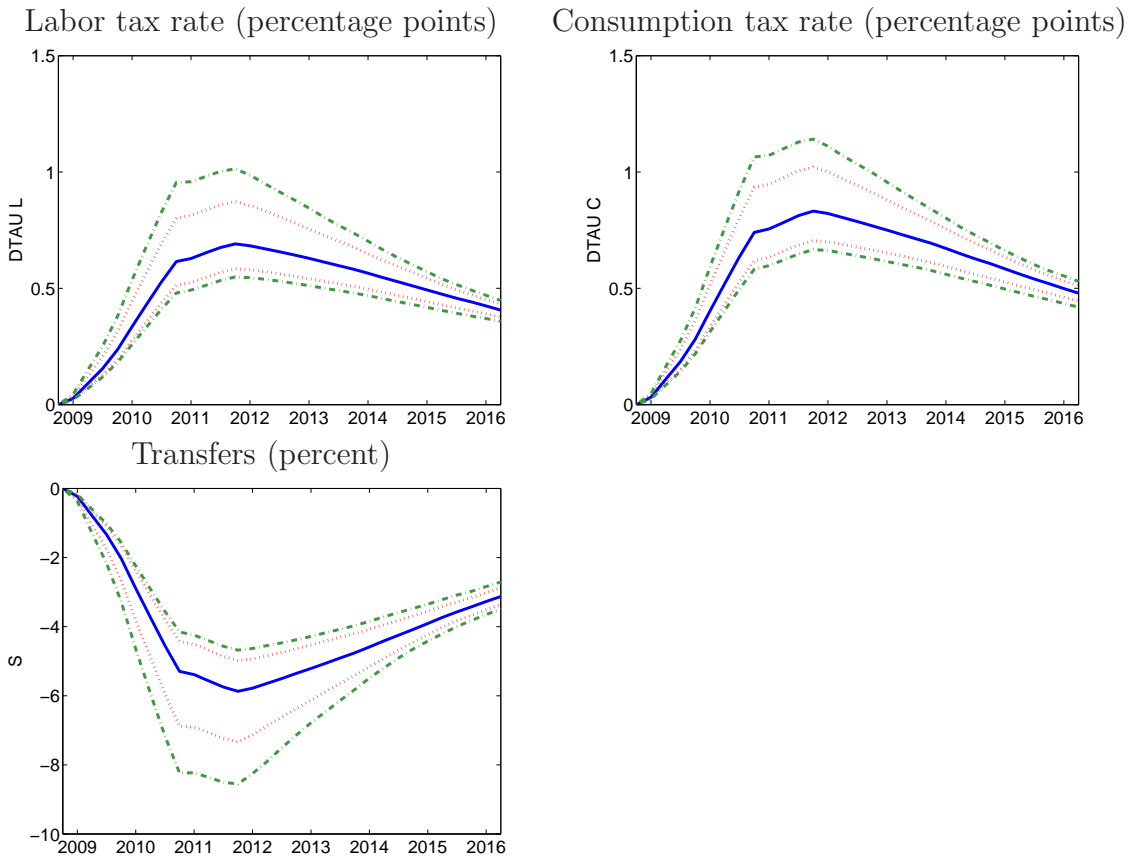 Labor tax rate (percentage points)
Consumption tax rate (percentage points)
1.5
1
0.5
0
DTAU L
2009 2010 2011 2012 2013 2014 2015 2016
1.5
1
0.5
0
DTAU C
2009 2010 2011 2012 2013 2014 2015 2016
Transfers (percent)
0
−2
−4
−6
−8
−10
S
2009 2010 2011 2012 2013 2014 2015 2016